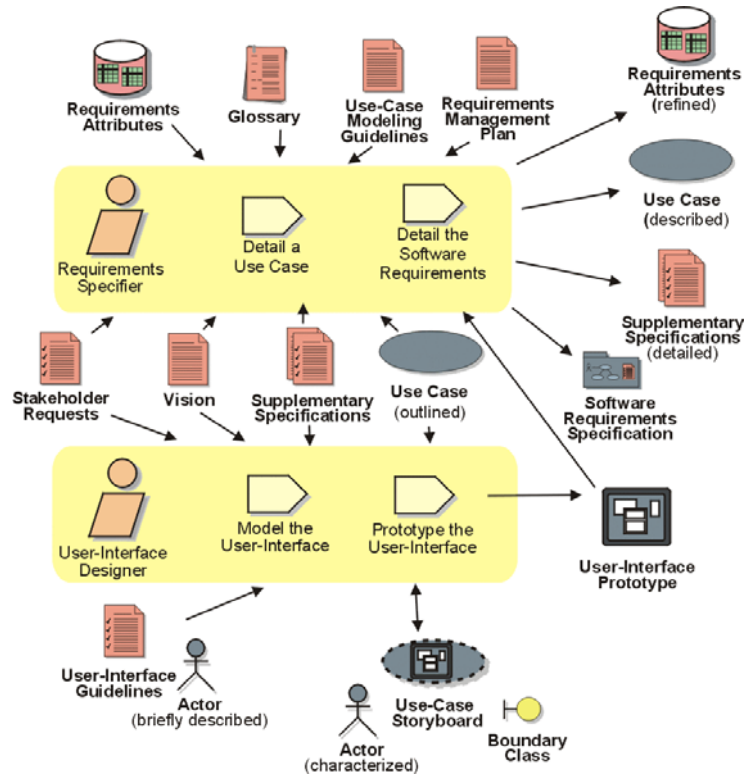 Requirements
Attributes
Glossary
Use-Case
Modeling
Guidelines
Requirements
Management
Plan
Requirements
Attributes
(refined)
Use Case
(described)
Requirements
Specifier
Detail a
Use Case
Detail the
Software
Requirements
Supplementary
Specifications
(detailed)
Stakeholder
Requests
Vision
Supplementary
Specifications
Use Case
(outlined)
Software
Requirements
Specification
User-Interface
Designer
Model the
User-Interface
Prototype the
User-Interface
User-Interface
Prototype
User-Interface
Guidelines
Actor
(briefly described)
Actor
(characterized)
Use-Case
Storyboard
Boundary
Class